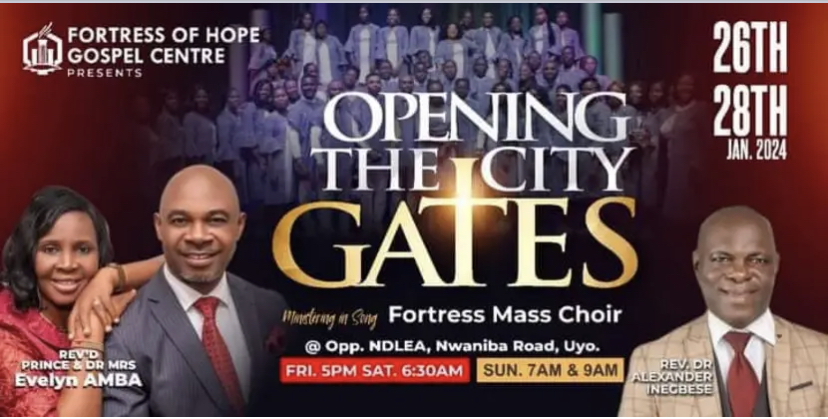 FORTRESS OF HOPE
GOSPEL CENTRE
PRESENTS
26TH
28TH
JAN. 2024
OPENING
THE CITY
GATES
Ministering in Song Fortress Mass Choir
@ Opp. NDLEA, Nwaniba Road, Uyo.
FRI. 5PM SAT. 6:30AM SUN. 7AM & 9AM
REV'D
PRINCE & DR MRS
Evelyn AMBA
REV. DR
ALEXANDER
INEGBESE